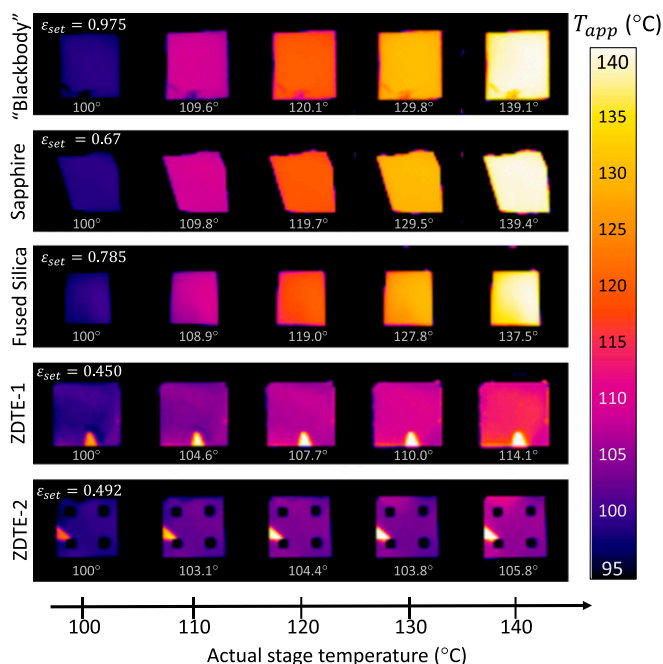 T_app (°C)
"Blackbody"
ε_set = 0.975
100° 109.6° 120.1° 129.8° 139.1°
Sapphire
ε_set = 0.67
100° 109.8° 119.7° 129.5° 139.4°
Fused Silica
ε_set = 0.785
100° 108.9° 119.0° 127.8° 137.5°
ZDTE-1
ε_set = 0.450
100° 104.6° 107.7° 110.0° 114.1°
ZDTE-2
ε_set = 0.492
100° 103.1° 104.4° 103.8° 105.8°
140
135
130
125
120
115
110
105
100
95
100 110 120 130 140
Actual stage temperature (°C)